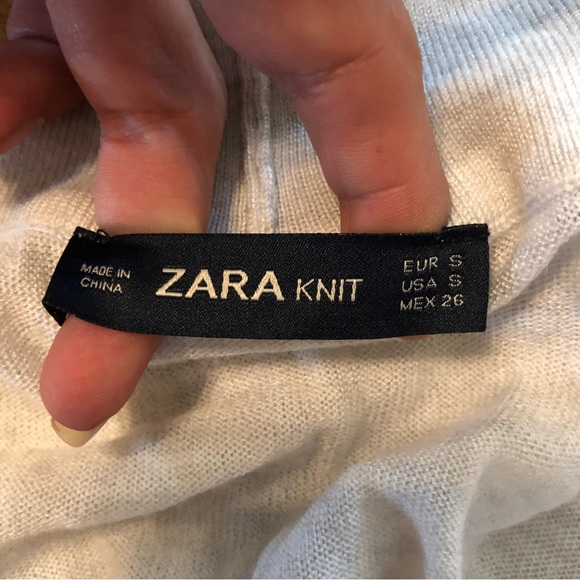 MADE IN
CHINA
ZARA KNIT
EUR S
USA S
MEX 26